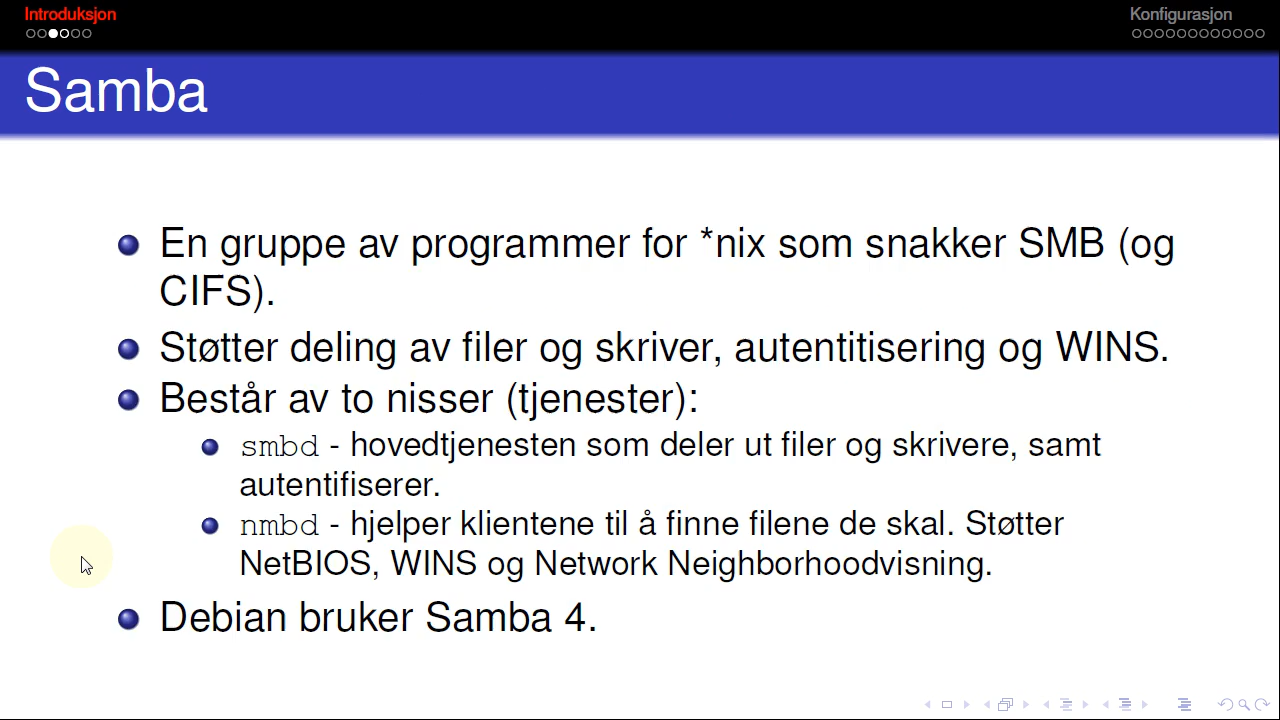 Introduksjon
Konfigurasjon
Samba
En gruppe av programmer for *nix som snakker SMB (og
CIFS).
Støtter deling av filer og skriver, autentitisering og WINS.
Består av to nisser (tjenester):
smbd - hovedtjenesten som deler ut filer og skrivere, samt
autentifiserer.
nmbd - hjelper klientene til å finne filene de skal. Støtter
NetBIOS, WINS og Network Neighborhoodvisning.
Debian bruker Samba 4.